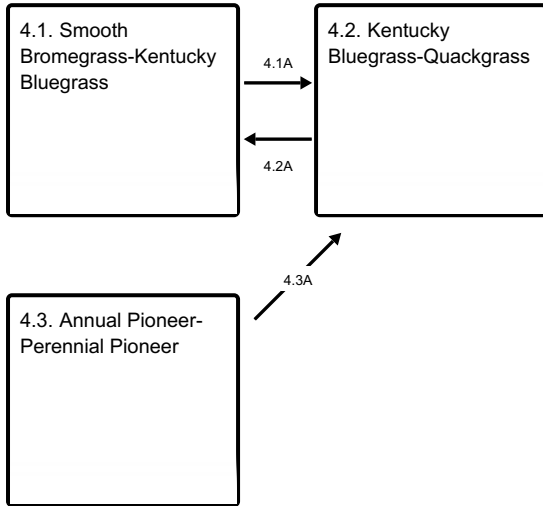 4.1. Smooth
Bromegrass-Kentucky
Bluegrass
4.1A
4.2. Kentucky
Bluegrass-Quackgrass
4.2A
4.3A
4.3. Annual Pioneer-
Perennial Pioneer